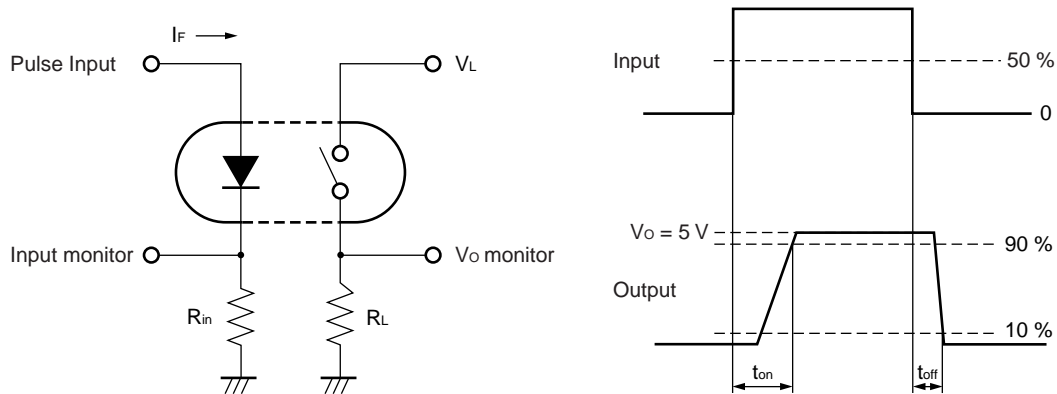 IF
Pulse Input
VL
Input monitor
VO monitor
Rin
RL
Input
50 %
0
VO = 5 V
90 %
Output
10 %
ton
toff